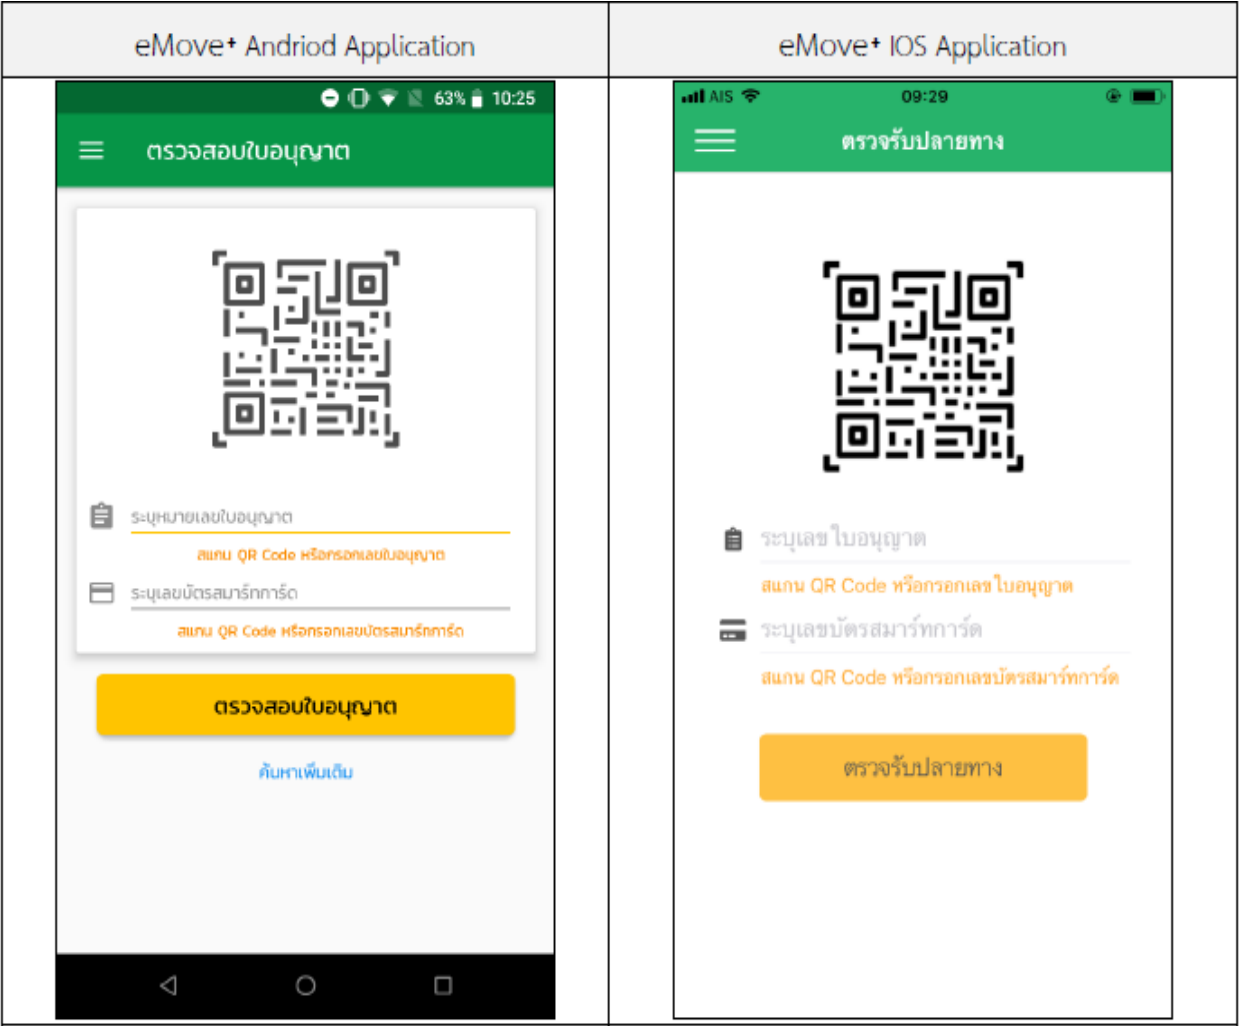 eMove+ Andriod Application
eMove+ IOS Application
63% 10:25
ตรวจสอบใบอนุญาต
ระบุหมายเลขใบอนุญาต
สแกน QR Code หรือกรอกเลขใบอนุญาต
ระบุเลขบัตรสมาร์ทการ์ด
สแกน QR Code หรือกรอกเลขบัตรสมาร์ทการ์ด
ตรวจสอบใบอนุญาต
ค้นหาเพิ่มเติม
AIS 09:29
ตรวจรับปลายทาง
ระบุเลขใบอนุญาต
สแกน QR Code หรือกรอกเลขใบอนุญาต
ระบุเลขบัตรสมาร์ทการ์ด
สแกน QR Code หรือกรอกเลขบัตรสมาร์ทการ์ด
ตรวจรับปลายทาง